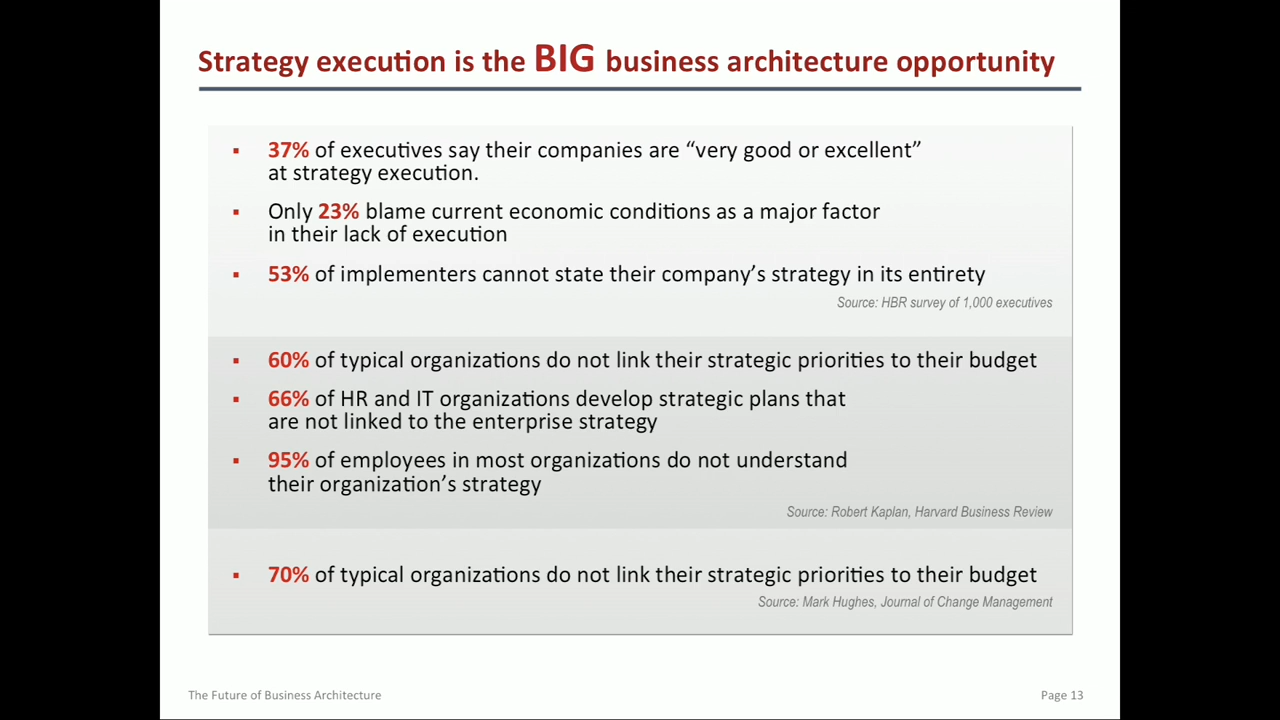 Strategy execution is the BIG business architecture opportunity
▪ 37% of executives say their companies are “very good or excellent”
at strategy execution.
▪ Only 23% blame current economic conditions as a major factor
in their lack of execution
▪ 53% of implementers cannot state their company’s strategy in its entirety
Source: HBR survey of 1,000 executives
▪ 60% of typical organizations do not link their strategic priorities to their budget
▪ 66% of HR and IT organizations develop strategic plans that
are not linked to the enterprise strategy
▪ 95% of employees in most organizations do not understand
their organization’s strategy
Source: Robert Kaplan, Harvard Business Review
▪ 70% of typical organizations do not link their strategic priorities to their budget
Source: Mark Hughes, Journal of Change Management
The Future of Business Architecture
Page 13